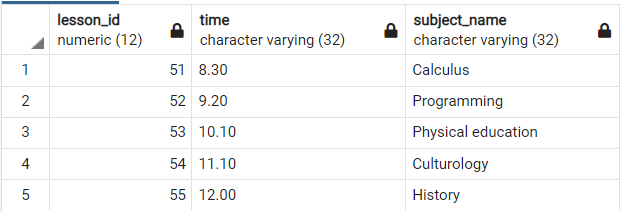 lesson_id time subject_name
numeric (12) character varying (32) character varying (32)
1 51 8.30 Calculus
2 52 9.20 Programming
3 53 10.10 Physical education
4 54 11.10 Culturology
5 55 12.00 History